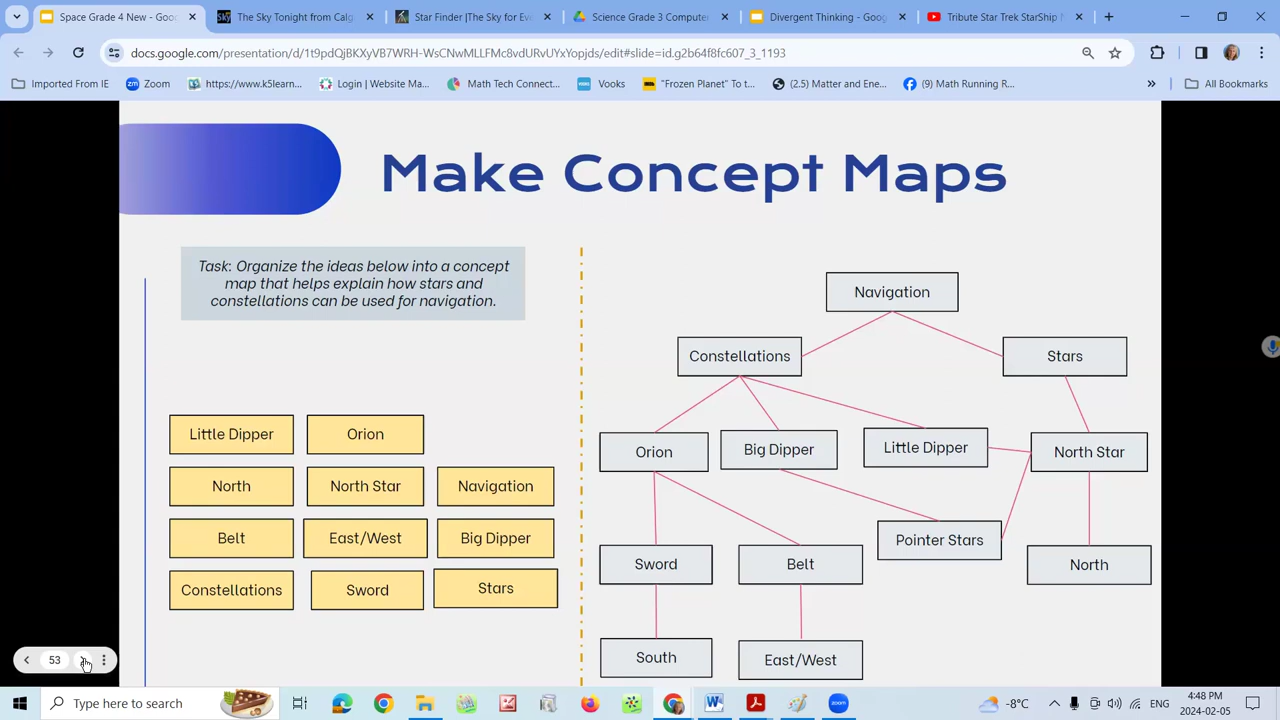 Space Grade 4 New - Gooc
The Sky Tonight from Calg
Star Finder |The Sky for Eve
Science Grade 3 Computer
Divergent Thinking - Goog
Tribute Star Trek StarShip
docs.google.com/presentation/d/1t9pdQjBKXyVB7WRH-WsCNwMLLFMc8vdURvUYxYopjds/edit#slide=id.g2b64f8fc607_3_1193
Imported From IE
Zoom
https://www.k5learn...
Login | Website Ma...
Math Tech Connect...
Vooks
"Frozen Planet" To t...
(2.5) Matter and Ene...
(9) Math Running R...
»
All Bookmarks
Make Concept Maps
Task: Organize the ideas below into a concept
map that helps explain how stars and
constellations can be used for navigation.
Little Dipper
Orion
North
North Star
Navigation
Belt
East/West
Big Dipper
Constellations
Sword
Stars
Navigation
Constellations
Stars
Orion
Big Dipper
Little Dipper
North Star
Pointer Stars
Sword
Belt
North
South
East/West
53
Type here to search
-8°C
ENG
4:48 PM
2024-02-05